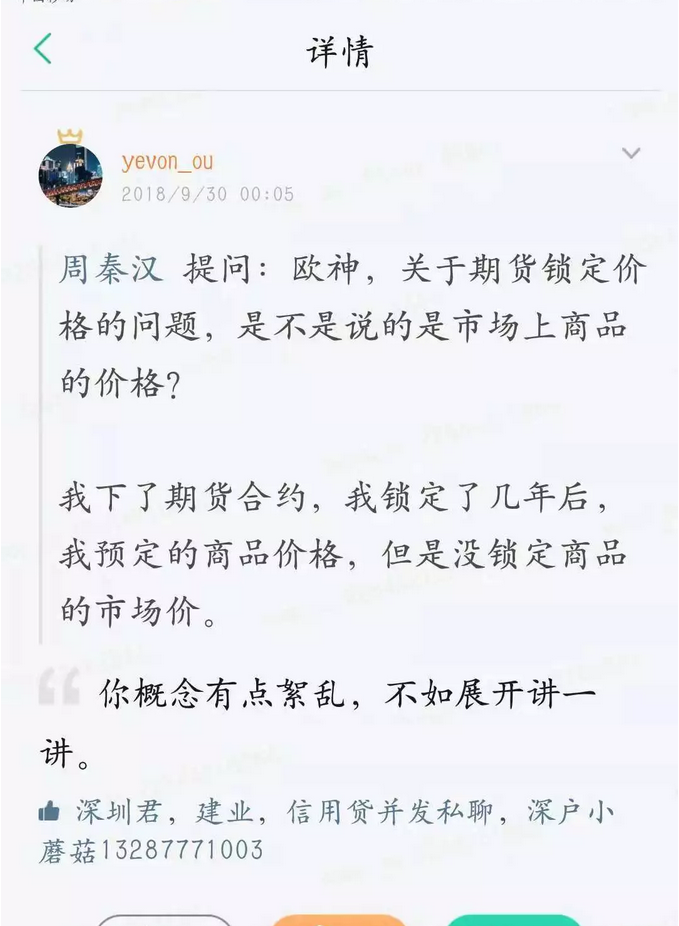 详情
yevon_ou
2018/9/30 00:05
周秦汉 提问：欧神，关于期货锁定价
格的问题，是不是说的是市场上商品
的价格？
我下了期货合约，我锁定了几年后，
我预定的商品价格，但是没锁定商品
的市场价。
你概念有点絮乱，不如展开讲一
讲。
深圳君，建业，信用贷并发私聊，深户小
蘑菇13287771003